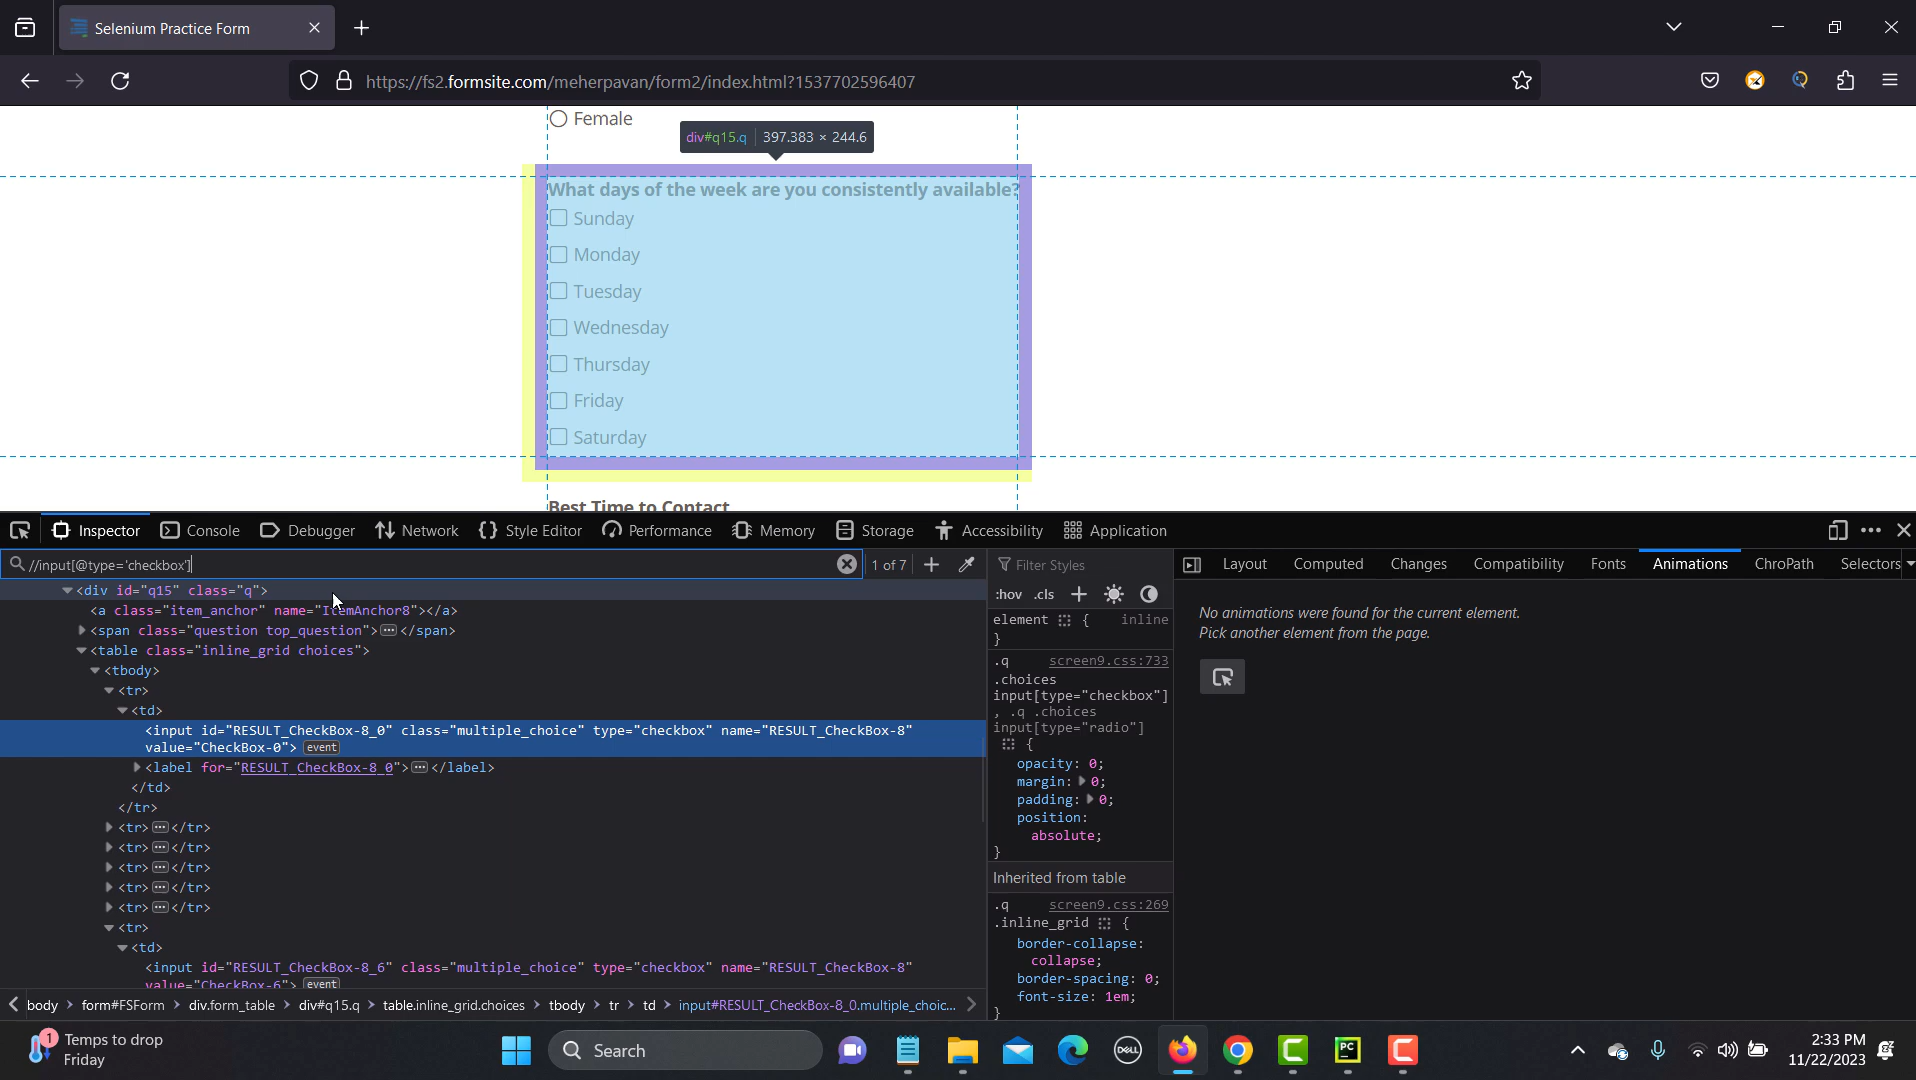 Selenium Practice Form
https://fs2.formsite.com/meherpavan/form2/index.html?1537702596407
Female
div#q15.q 397.383 × 244.6
What days of the week are you consistently available?
Sunday
Monday
Tuesday
Wednesday
Thursday
Friday
Saturday
Best Time to Contact
Inspector Console Debugger Network Style Editor Performance Memory Storage Accessibility Application
//input[@type='checkbox'] 1 of 7
<div id="q15" class="q">
<a class="item_anchor" name="ItemAnchor8"></a>
<span class="question top_question"></span>
<table class="inline_grid choices">
<tbody>
<tr>
<td>
<input id="RESULT_CheckBox-8_0" class="multiple_choice" type="checkbox" name="RESULT_CheckBox-8"
value="CheckBox-0"> event
<label for="RESULT_CheckBox-8_0"></label>
</td>
</tr>
<tr></tr>
<tr></tr>
<tr></tr>
<tr></tr>
<tr></tr>
<tr>
<td>
<input id="RESULT_CheckBox-8_6" class="multiple_choice" type="checkbox" name="RESULT_CheckBox-8"
value="CheckBox-6"> event
body form#FSForm div.form_table div#q15.q table.inline_grid.choices tbody tr td input#RESULT_CheckBox-8_0.multiple_choic...
Filter Styles
:hov .cls
element { inline
}
.q screen9.css:733
.choices
input[type="checkbox"]
, .q .choices
input[type="radio"]
{
opacity: 0;
margin: 0;
padding: 0;
position:
absolute;
}
Inherited from table
.q screen9.css:269
.inline_grid {
border-collapse:
collapse;
border-spacing: 0;
font-size: 1em;
}
Layout Computed Changes Compatibility Fonts Animations ChroPath Selectors
No animations were found for the current element.
Pick another element from the page.
1 Temps to drop
Friday
Search
DELL
PC
2:33 PM
11/22/2023